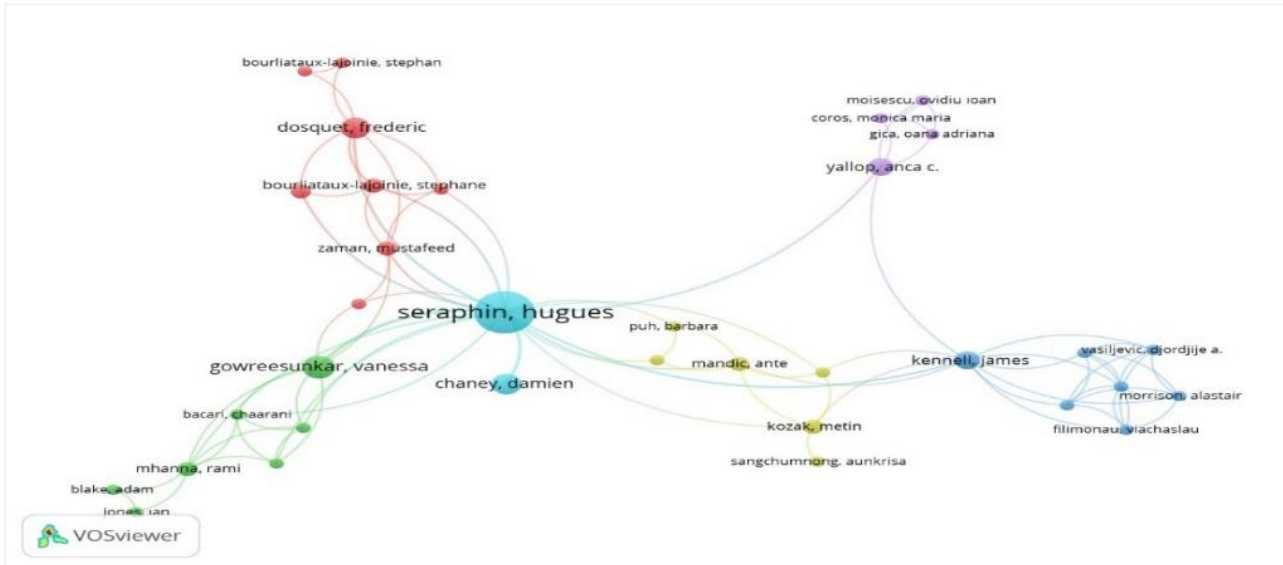 bourliataux-lajoinie, stephan
dosquet, frederic
bourliataux-lajoinie, stephane
zaman, mustafeed
seraphin, hugues
gowreesunkar, vanessa
chaney, damien
bacari, chaarani
mhanna, rami
blake, adam
jones, ian
moisescu, ovidiu ioan
coros, monica maria
gica, oana adriana
yallop, anca c.
puh, barbara
mandic, ante
kozak, metin
sangchumnong, aunkrisa
kennell, james
vasiljevic, djordjije a.
morrison, alastair
filimonau, viachaslau
VOSviewer